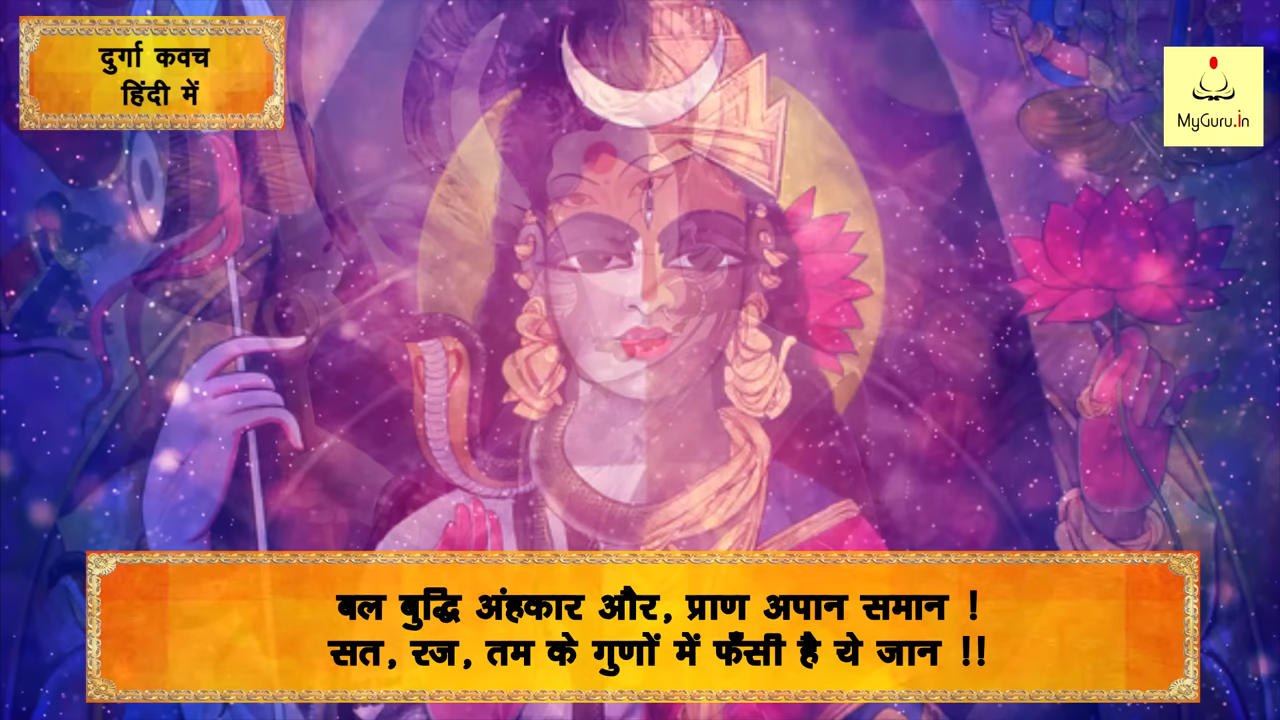 दुर्गा कवच
हिंदी में
MyGuru.in
बल बुद्धि अंहकार और, प्राण अपान समान !
सत, रज, तम के गुणों में फँसी है ये जान !!